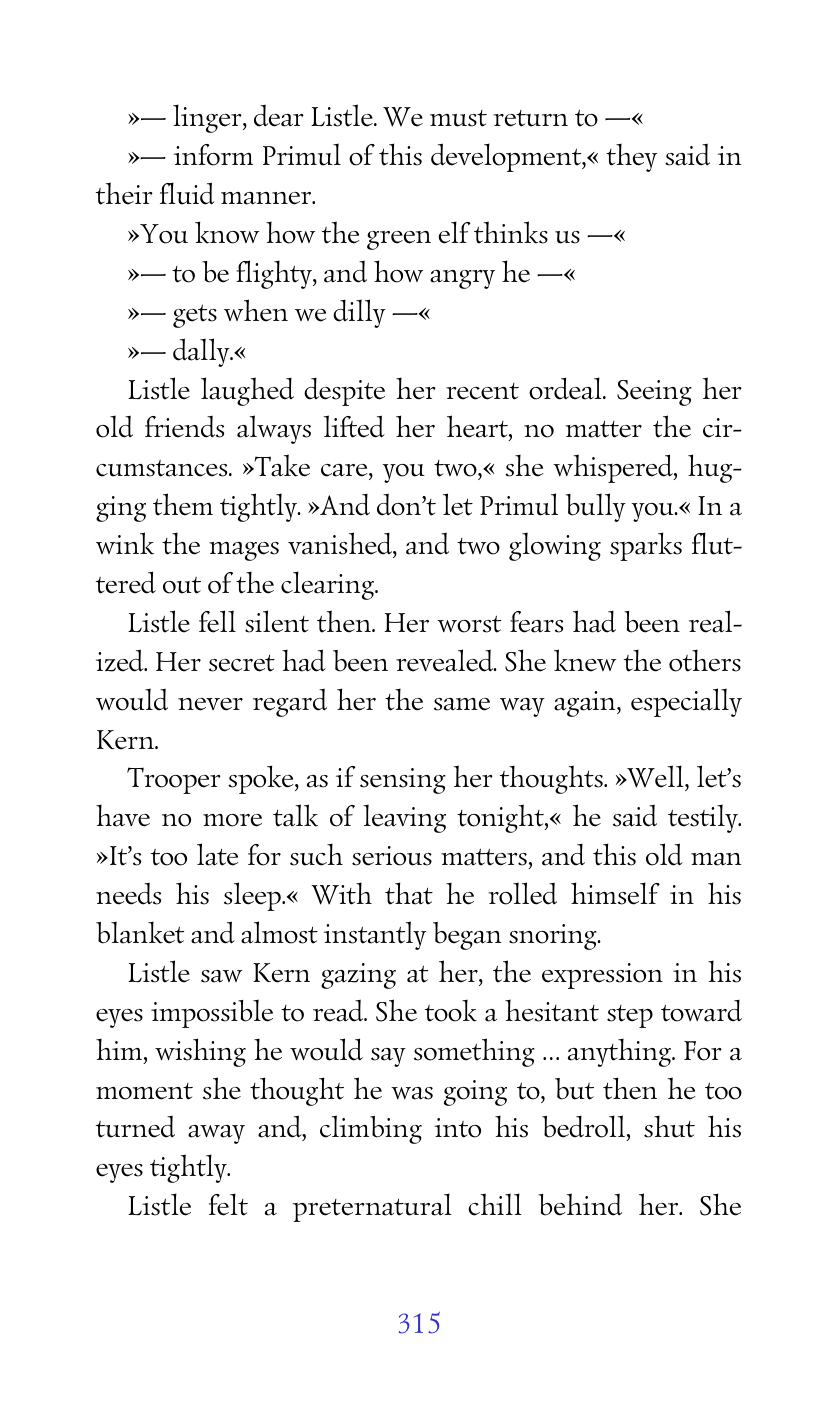 »— linger, dear Listle. We must return to —«
»— inform Primul of this development,« they said in
their fluid manner.
»You know how the green elf thinks us —«
»— to be flighty, and how angry he —«
»— gets when we dilly —«
»— dally.«
Listle laughed despite her recent ordeal. Seeing her
old friends always lifted her heart, no matter the cir-
cumstances. »Take care, you two,« she whispered, hug-
ging them tightly. »And don’t let Primul bully you.« In a
wink the mages vanished, and two glowing sparks flut-
tered out of the clearing.
Listle fell silent then. Her worst fears had been real-
ized. Her secret had been revealed. She knew the others
would never regard her the same way again, especially
Kern.
Trooper spoke, as if sensing her thoughts. »Well, let’s
have no more talk of leaving tonight,« he said testily.
»It’s too late for such serious matters, and this old man
needs his sleep.« With that he rolled himself in his
blanket and almost instantly began snoring.
Listle saw Kern gazing at her, the expression in his
eyes impossible to read. She took a hesitant step toward
him, wishing he would say something ... anything. For a
moment she thought he was going to, but then he too
turned away and, climbing into his bedroll, shut his
eyes tightly.
Listle felt a preternatural chill behind her. She
315